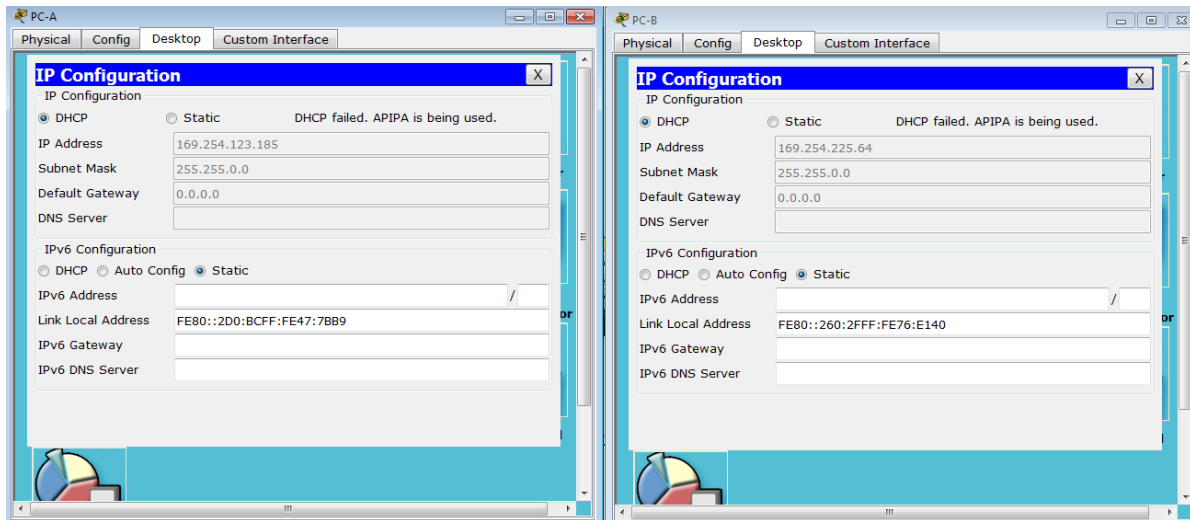 PC-A
Physical Config Desktop Custom Interface
IP Configuration X
IP Configuration
DHCP Static DHCP failed. APIPA is being used.
IP Address 169.254.123.185
Subnet Mask 255.255.0.0
Default Gateway 0.0.0.0
DNS Server
IPv6 Configuration
DHCP Auto Config Static
IPv6 Address /
Link Local Address FE80::2D0:BCFF:FE47:7BB9
IPv6 Gateway
IPv6 DNS Server
or
PC-B
Physical Config Desktop Custom Interface
IP Configuration X
IP Configuration
DHCP Static DHCP failed. APIPA is being used.
IP Address 169.254.225.64
Subnet Mask 255.255.0.0
Default Gateway 0.0.0.0
DNS Server
IPv6 Configuration
DHCP Auto Config Static
IPv6 Address /
Link Local Address FE80::260:2FFF:FE76:E140
IPv6 Gateway
IPv6 DNS Server
or